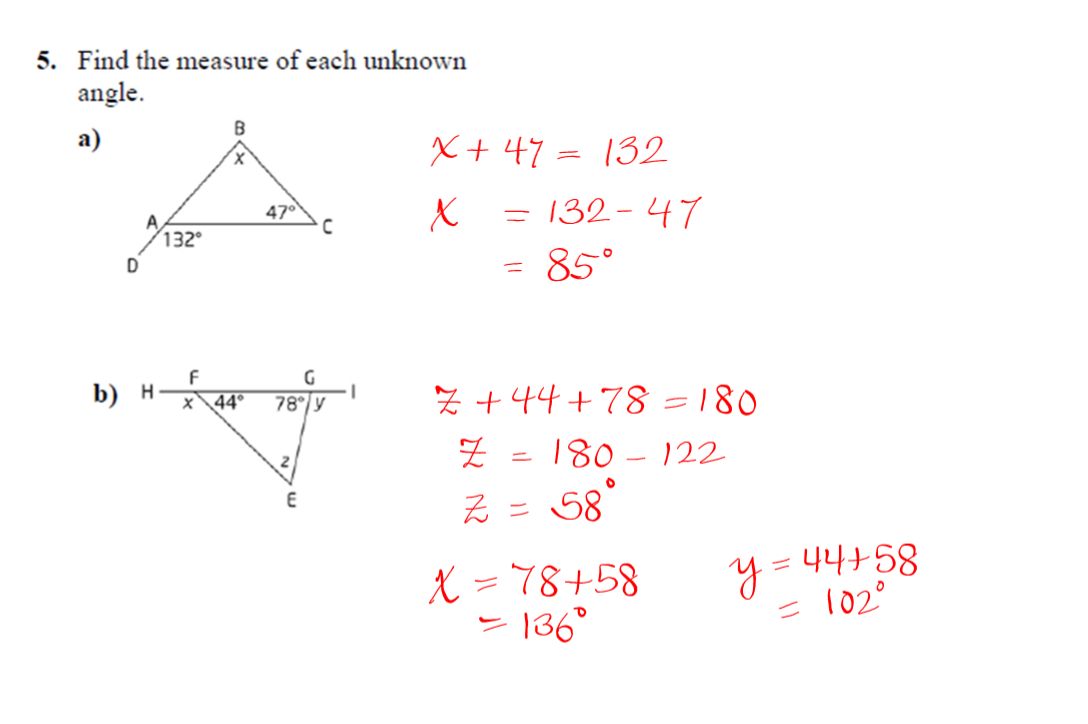 5. Find the measure of each unknown
angle.
a)
B
x
A
47°
C
132°
D
x + 47 = 132
x = 132 - 47
= 85°
b)
H
F
G
I
x
44°
78°
y
z
E
z + 44 + 78 = 180
z = 180 - 122
z = 58°
x = 78+58
= 136°
y = 44+58
= 102°